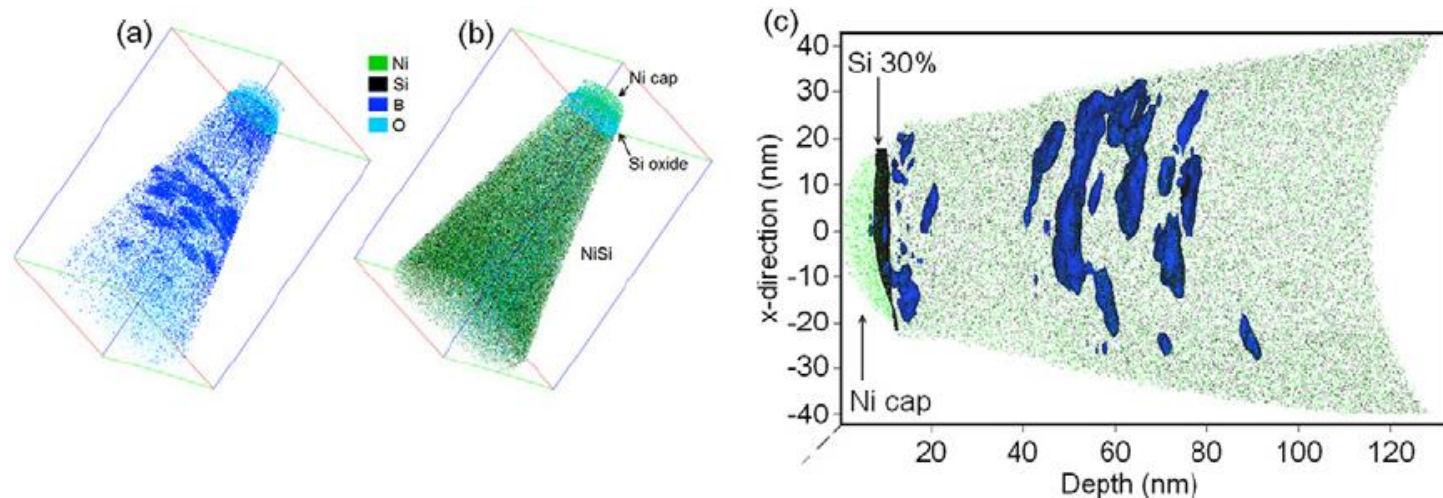 (a)
Ni
Si
B
O
(b)
Ni cap
Si oxide
NiSi
(c)
Si 30%
Ni cap
x-direction (nm)
40
30
20
10
0
-10
-20
-30
-40
20 40 60 80 100 120
Depth (nm)